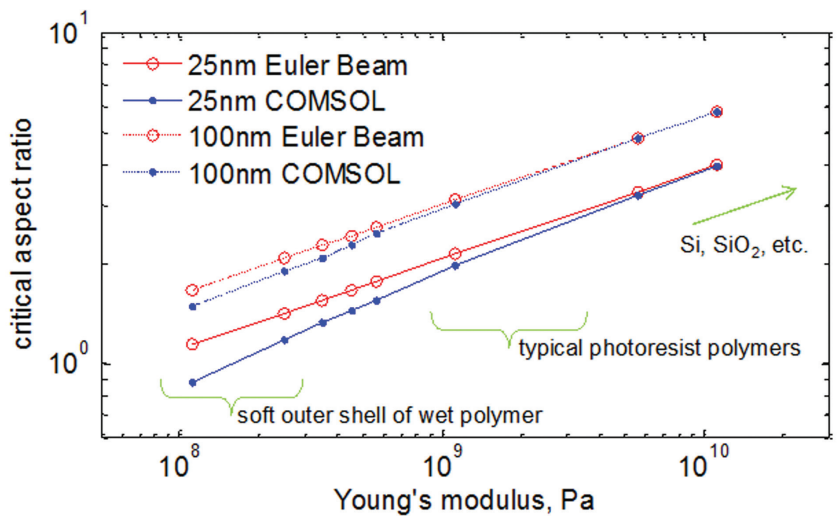 10¹
25nm Euler Beam
25nm COMSOL
100nm Euler Beam
100nm COMSOL
critical aspect ratio
Si, SiO₂, etc.
typical photoresist polymers
10⁰
soft outer shell of wet polymer
10⁸ 10⁹ 10¹⁰
Young's modulus, Pa